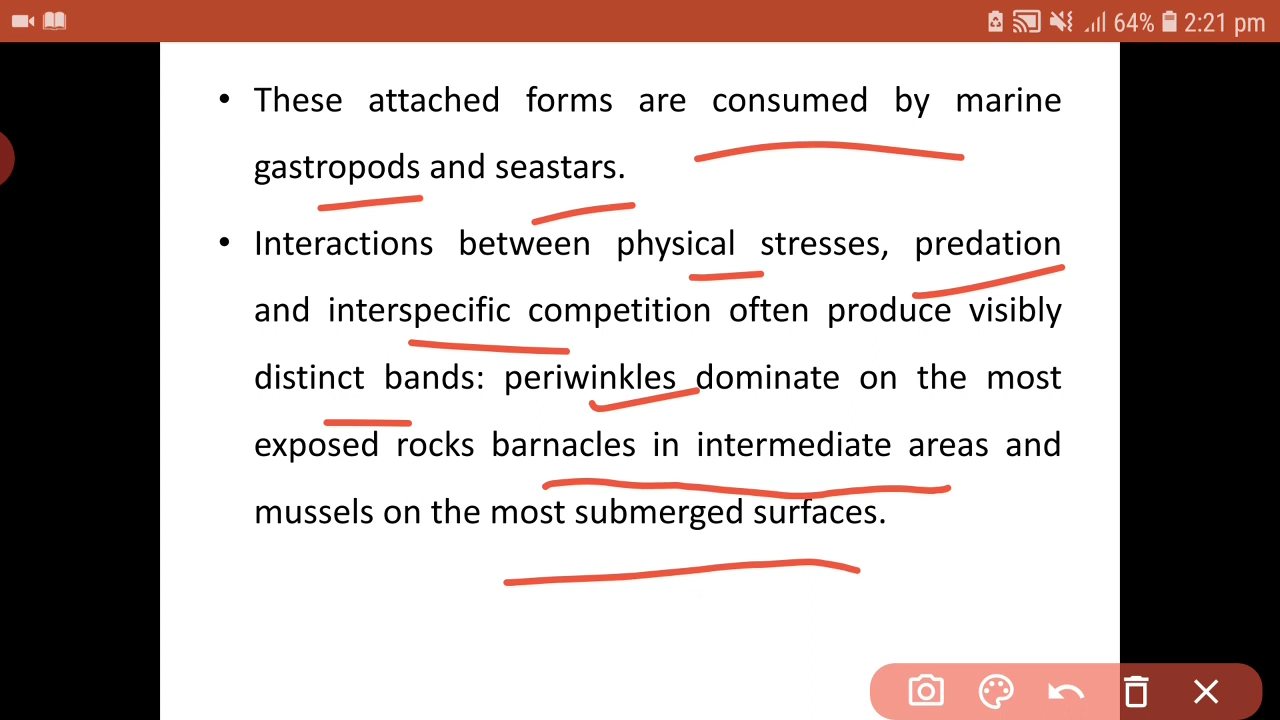 64% 2:21 pm
• These attached forms are consumed by marine
gastropods and seastars.
• Interactions between physical stresses, predation
and interspecific competition often produce visibly
distinct bands: periwinkles dominate on the most
exposed rocks barnacles in intermediate areas and
mussels on the most submerged surfaces.